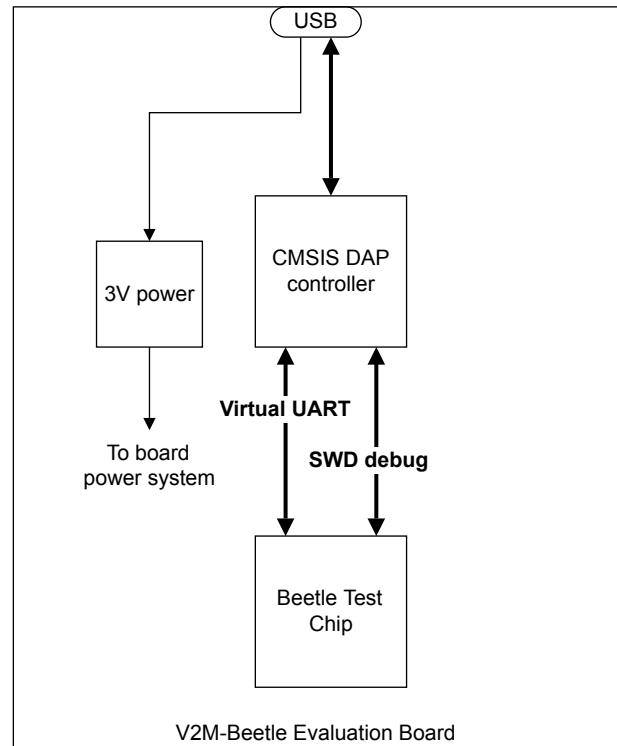 USB
CMSIS DAP
controller
3V power
Virtual UART
SWD debug
To board
power system
Beetle Test
Chip
V2M-Beetle Evaluation Board